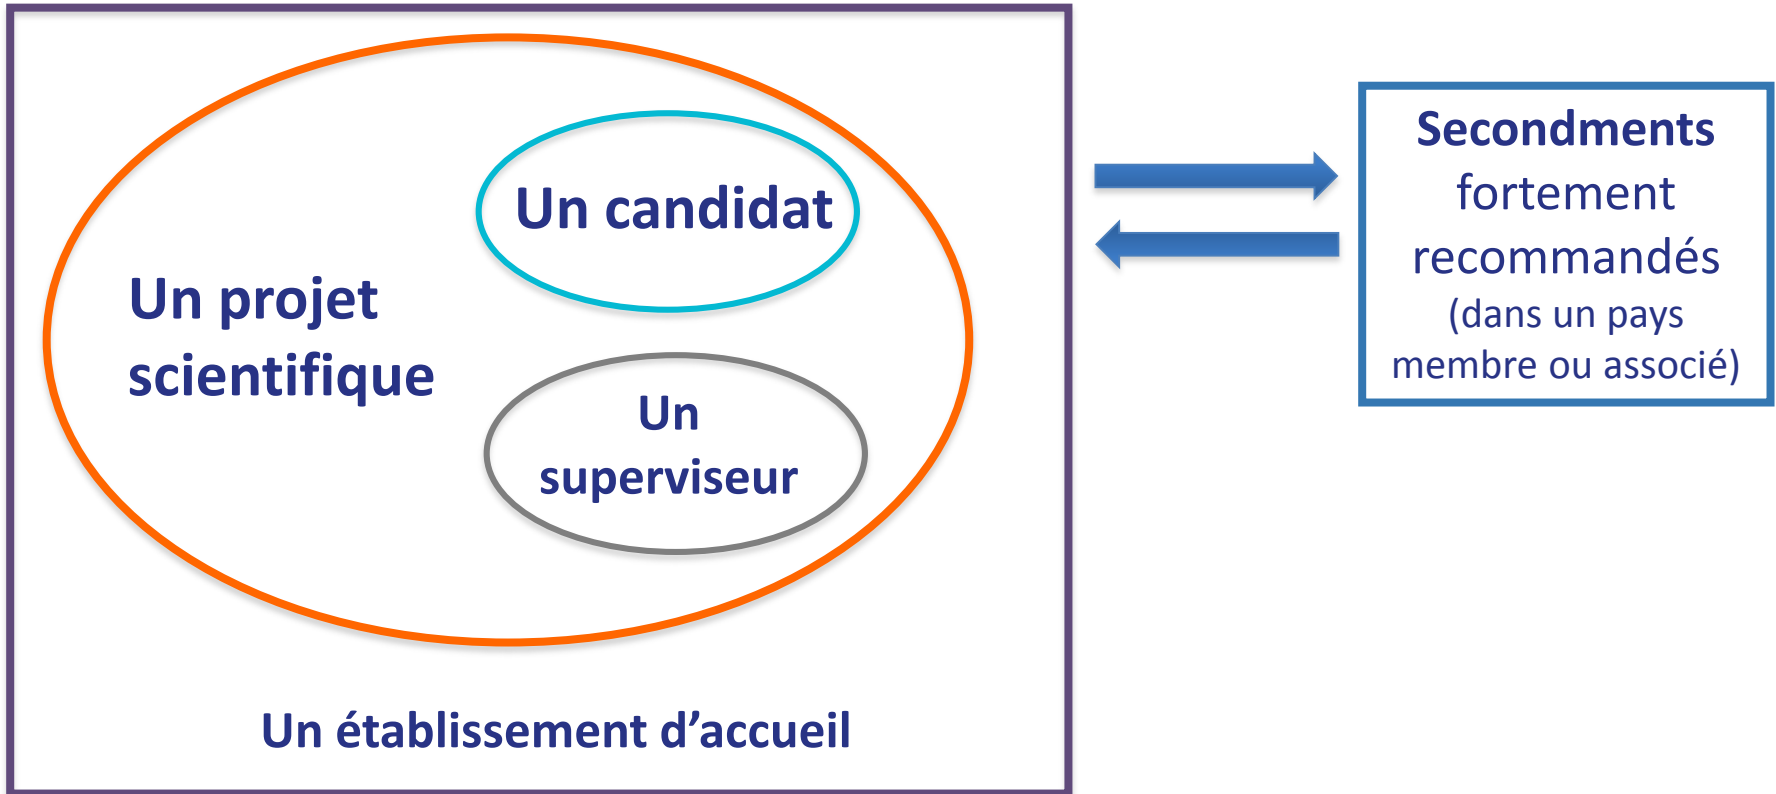 Un candidat
Un projet
scientifique
Un
superviseur
Un établissement d’accueil
Secondments
fortement
recommandés
(dans un pays
membre ou associé)